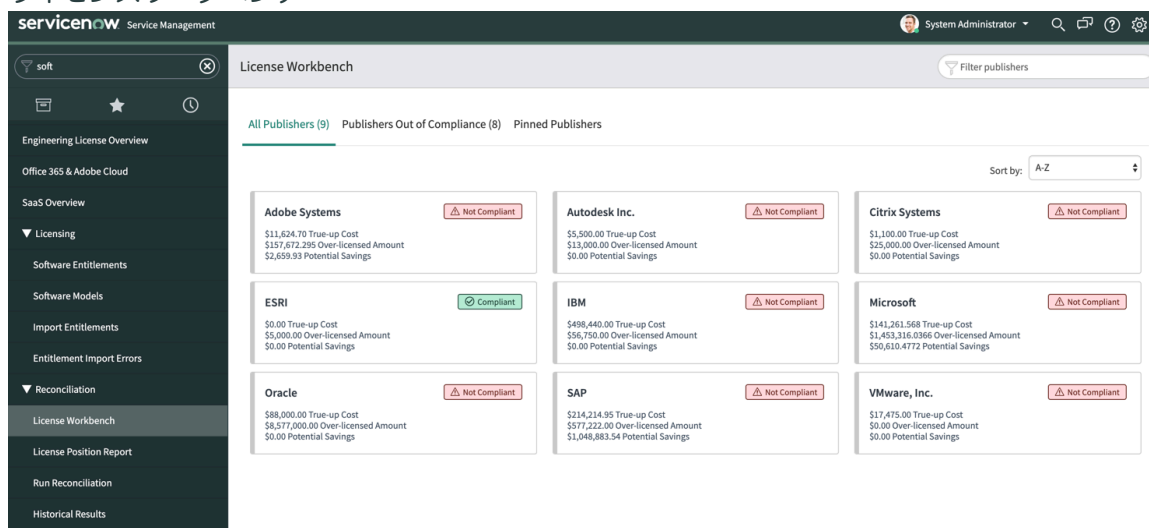 servicenow Service Management
System Administrator
soft
License Workbench
Filter publishers
Engineering License Overview
Office 365 & Adobe Cloud
SaaS Overview
Licensing
Software Entitlements
Software Models
Import Entitlements
Entitlement Import Errors
Reconciliation
License Workbench
License Position Report
Run Reconciliation
Historical Results
All Publishers (9) Publishers Out of Compliance (8) Pinned Publishers
Sort by: A-Z
Adobe Systems Not Compliant
$11,624.70 True-up Cost
$157,672.295 Over-licensed Amount
$2,659.93 Potential Savings
Autodesk Inc. Not Compliant
$5,500.00 True-up Cost
$13,000.00 Over-licensed Amount
$0.00 Potential Savings
Citrix Systems Not Compliant
$1,100.00 True-up Cost
$25,000.00 Over-licensed Amount
$0.00 Potential Savings
ESRI Compliant
$0.00 True-up Cost
$5,000.00 Over-licensed Amount
$0.00 Potential Savings
IBM Not Compliant
$498,440.00 True-up Cost
$56,750.00 Over-licensed Amount
$0.00 Potential Savings
Microsoft Not Compliant
$141,261.568 True-up Cost
$1,453,316.0366 Over-licensed Amount
$50,610.4772 Potential Savings
Oracle Not Compliant
$88,000.00 True-up Cost
$8,577,000.00 Over-licensed Amount
$0.00 Potential Savings
SAP Not Compliant
$214,214.95 True-up Cost
$577,222.00 Over-licensed Amount
$1,048,883.54 Potential Savings
VMware, Inc. Not Compliant
$17,475.00 True-up Cost
$0.00 Over-licensed Amount
$0.00 Potential Savings